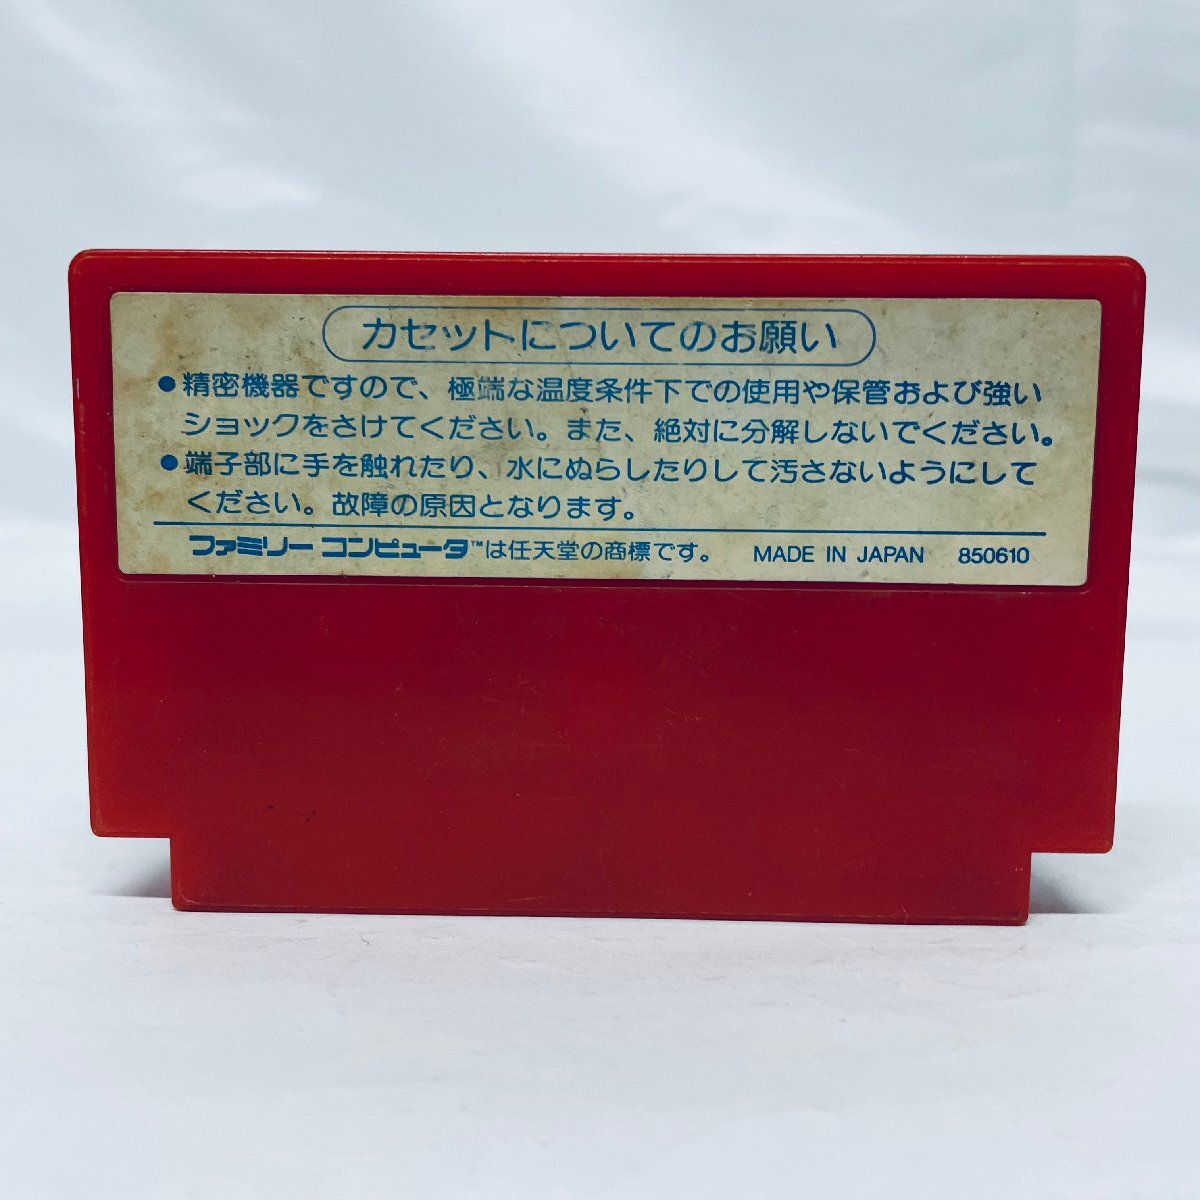 カセットについてのお願い
●精密機器ですので、極端な温度条件下での使用や保管および強い
ショックをさけてください。また、絶対に分解しないでください。
●端子部に手を触れたり、水にぬらしたりして汚さないようにして
ください。故障の原因となります。
ファミリーコンピュータ™は任天堂の商標です。 MADE IN JAPAN 850610